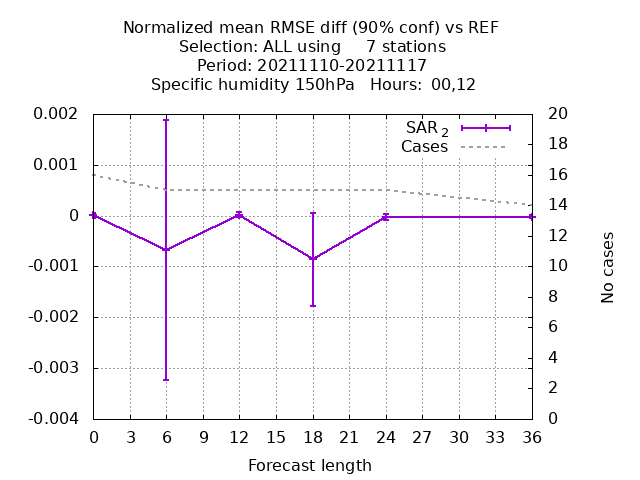 Normalized mean RMSE diff (90% conf) vs REF
Selection: ALL using     7 stations
Period: 20211110-20211117
Specific humidity 150hPa   Hours: 00,12
SAR 2
Cases
0.002
0.001
0
-0.001
-0.002
-0.003
-0.004
20
18
16
14
12
10
8
6
4
2
0
No cases
0 3 6 9 12 15 18 21 24 27 30 33 36
Forecast length